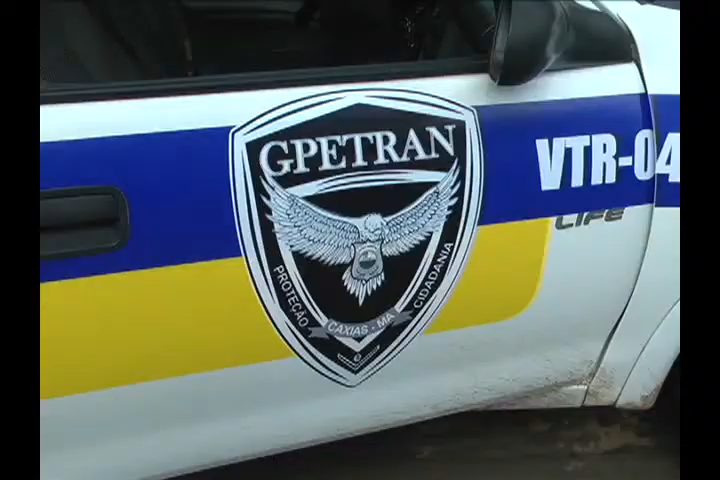 GPETRAN
PROTEÇÃO
CAXIAS - MA
CIDADANIA
VTR-04
LIFE